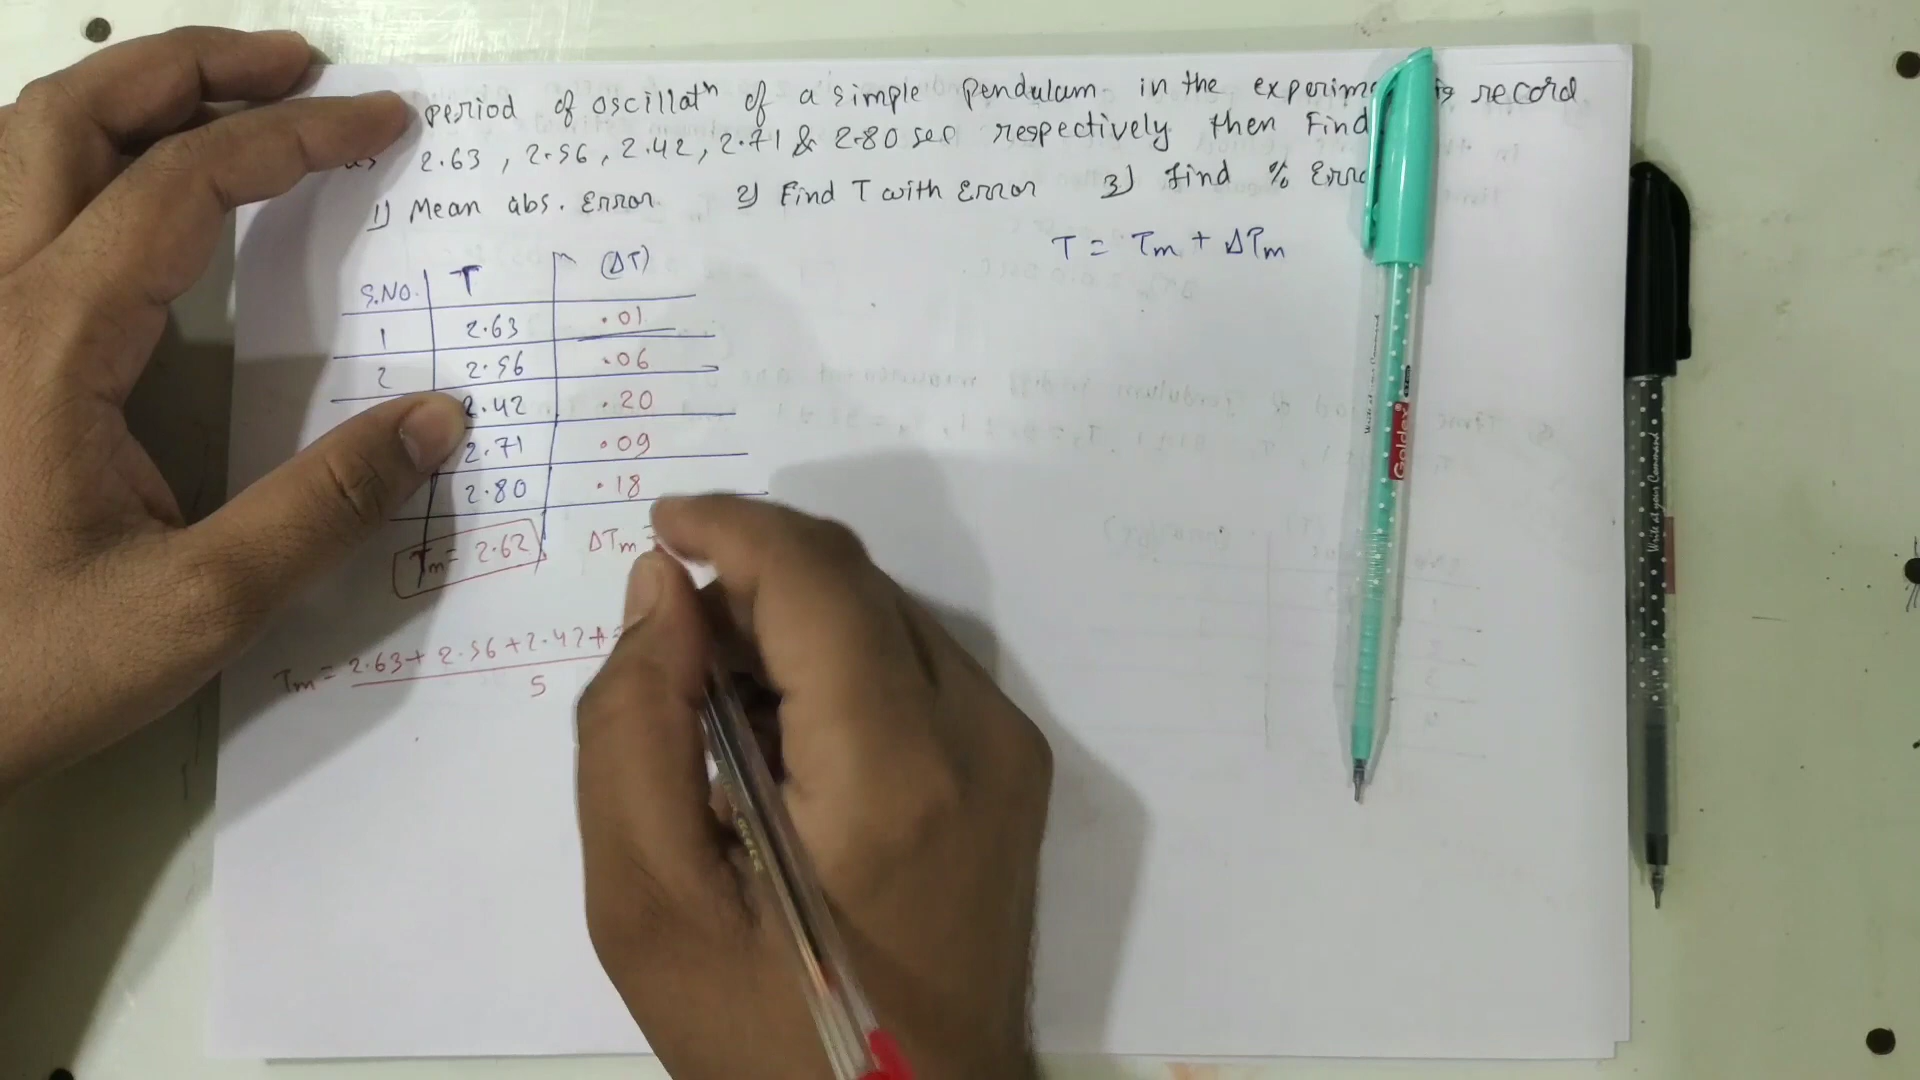 period of oscillatn of a simple pendulam in the experim is record
as 2.63, 2.56, 2.42, 2.71 & 2.80 sec respectively then Find
1) Mean abs. Error 2) Find T with Error 3) find % Erro
T = Tm + ΔTm
S.NO. T (ΔT)
1 2.63 .01
2 2.56 .06
2.42 .20
2.71 .09
2.80 .18
Tm = 2.62 ΔTm =
Tm = 2.63 + 2.56 + 2.42 +
5
Goldex
Write at your Command